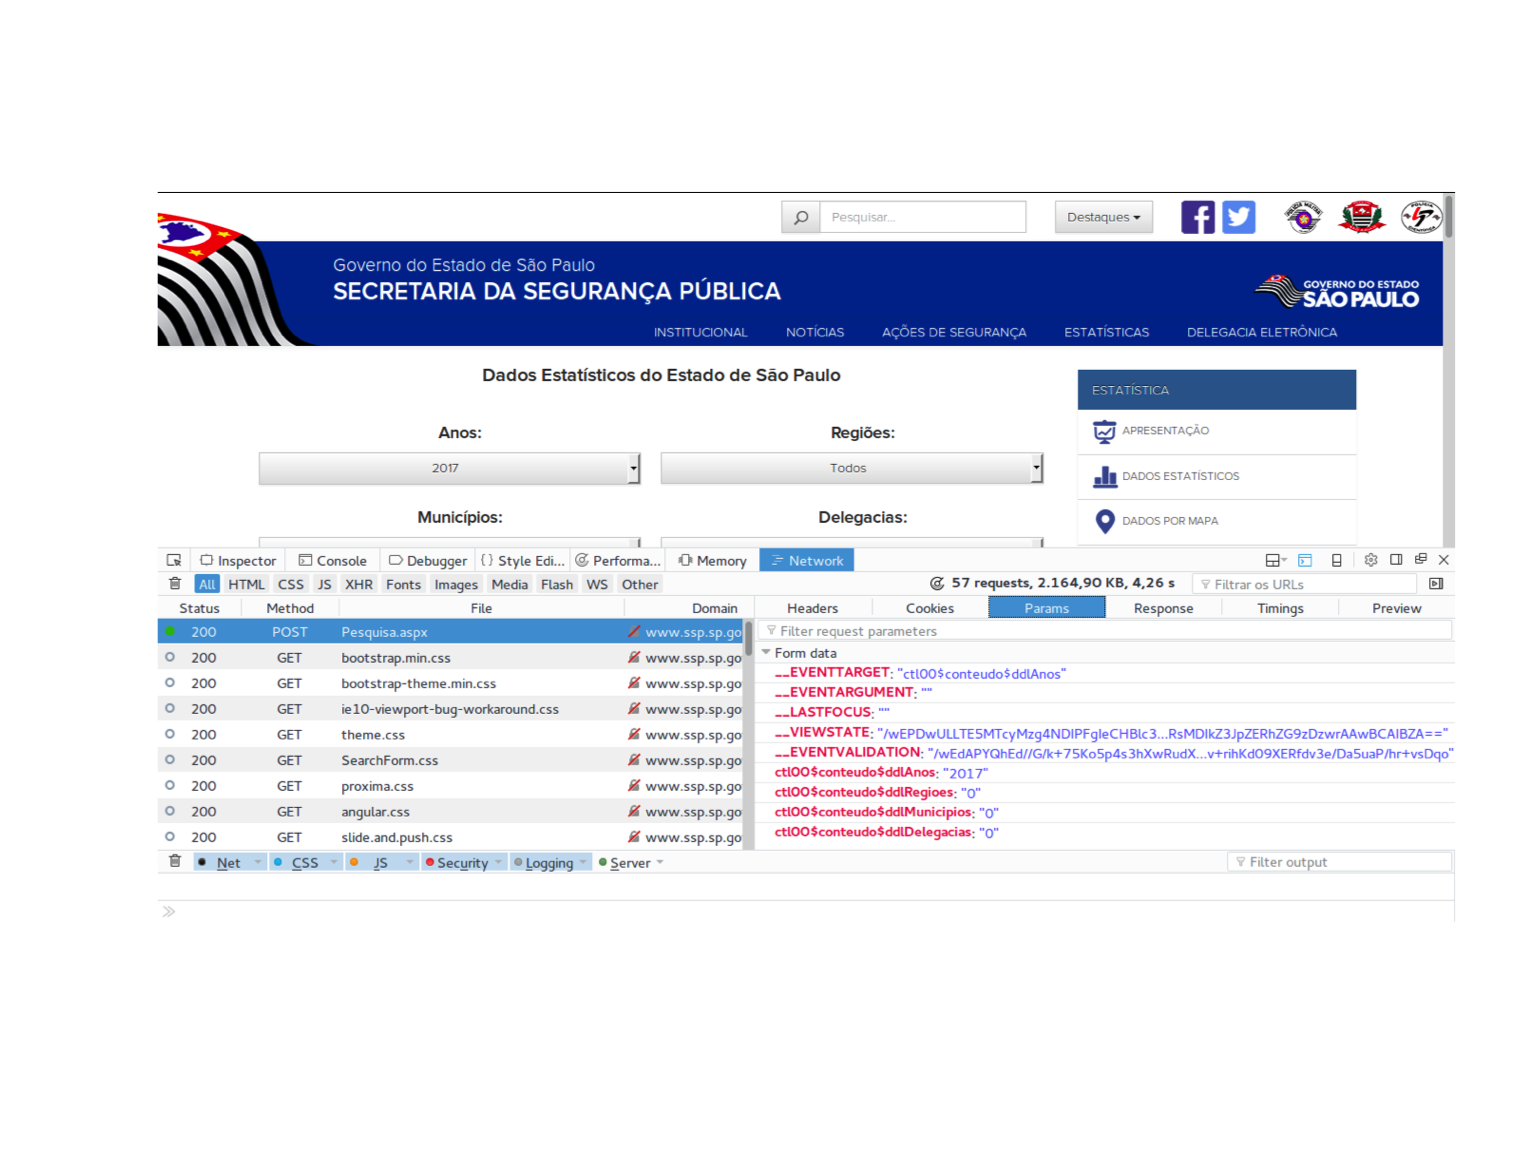 Pesquisar...
Destaques
Governo do Estado de São Paulo
SECRETARIA DA SEGURANÇA PÚBLICA
GOVERNO DO ESTADO
SÃO PAULO
INSTITUCIONAL NOTÍCIAS AÇÕES DE SEGURANÇA ESTATÍSTICAS DELEGACIA ELETRÔNICA
Dados Estatísticos do Estado de São Paulo
Anos: Regiões:
2017 Todos
Municípios: Delegacias:
ESTATÍSTICA
APRESENTAÇÃO
DADOS ESTATÍSTICOS
DADOS POR MAPA
Inspector Console Debugger {} Style Edi... Performa... Memory Network
All HTML CSS JS XHR Fonts Images Media Flash WS Other 57 requests, 2.164,90 KB, 4,26 s Filtrar os URLs
Status Method File Domain Headers Cookies Params Response Timings Preview
200 POST Pesquisa.aspx www.ssp.sp.go
200 GET bootstrap.min.css www.ssp.sp.go
200 GET bootstrap-theme.min.css www.ssp.sp.go
200 GET ie10-viewport-bug-workaround.css www.ssp.sp.go
200 GET theme.css www.ssp.sp.go
200 GET SearchForm.css www.ssp.sp.go
200 GET proxima.css www.ssp.sp.go
200 GET angular.css www.ssp.sp.go
200 GET slide.and.push.css www.ssp.sp.go
Filter request parameters
Form data
__EVENTTARGET: "ctl00$conteudo$ddlAnos"
__EVENTARGUMENT: ""
__LASTFOCUS: ""
__VIEWSTATE: "/wEPDwULLTE5MTcyMzg4NDIPFgIeCHBlc3...RsMDIkZ3JpZERhZG9zDzwrAAwBCAIBZA=="
__EVENTVALIDATION: "/wEdAPYQhEd//G/k+75Ko5p4s3hXwRudX...v+rihKd09XERfdv3e/Da5uaP/hr+vsDqo"
ctl00$conteudo$ddlAnos: "2017"
ctl00$conteudo$ddlRegioes: "0"
ctl00$conteudo$ddlMunicipios: "0"
ctl00$conteudo$ddlDelegacias: "0"
Net CSS JS Security Logging Server Filter output